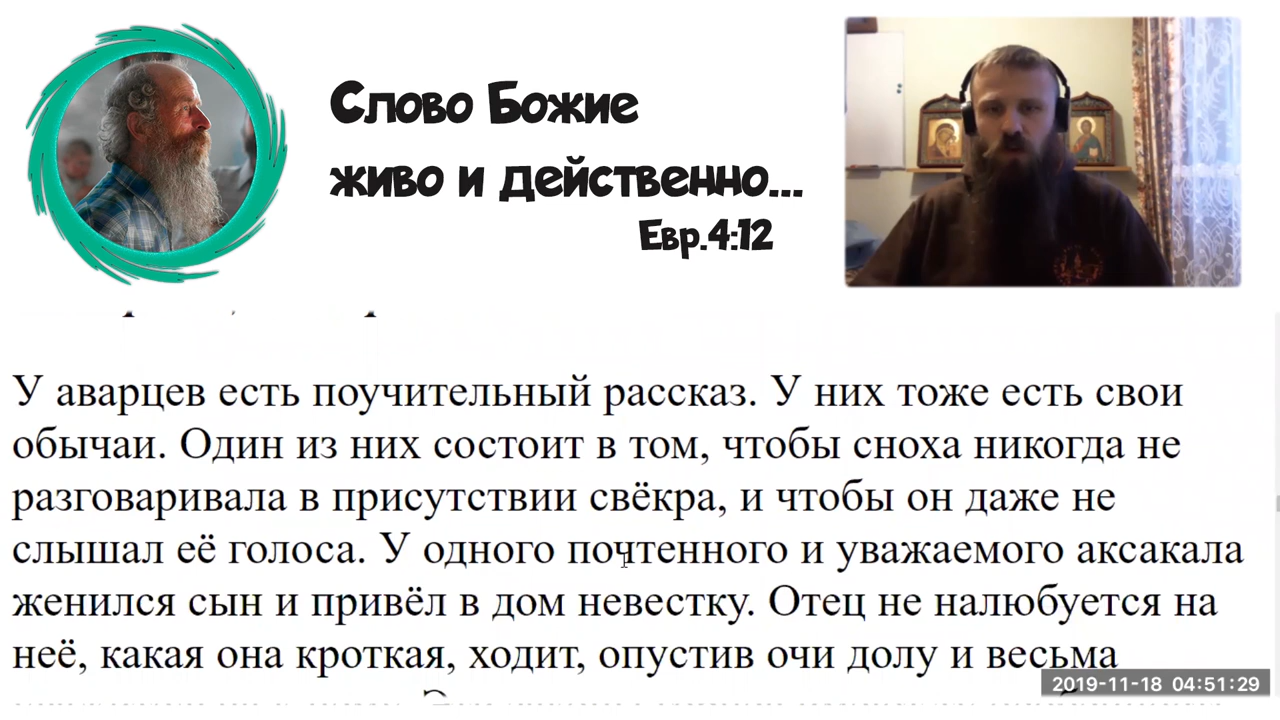 Слово Божие
живо и действенно...
Евр.4:12
У аварцев есть поучительный рассказ. У них тоже есть свои
обычаи. Один из них состоит в том, чтобы сноха никогда не
разговаривала в присутствии свёкра, и чтобы он даже не
слышал её голоса. У одного почтенного и уважаемого аксакала
женился сын и привёл в дом невестку. Отец не налюбуется на
неё, какая она кроткая, ходит, опустив очи долу и весьма
2019-11-18 04:51:29